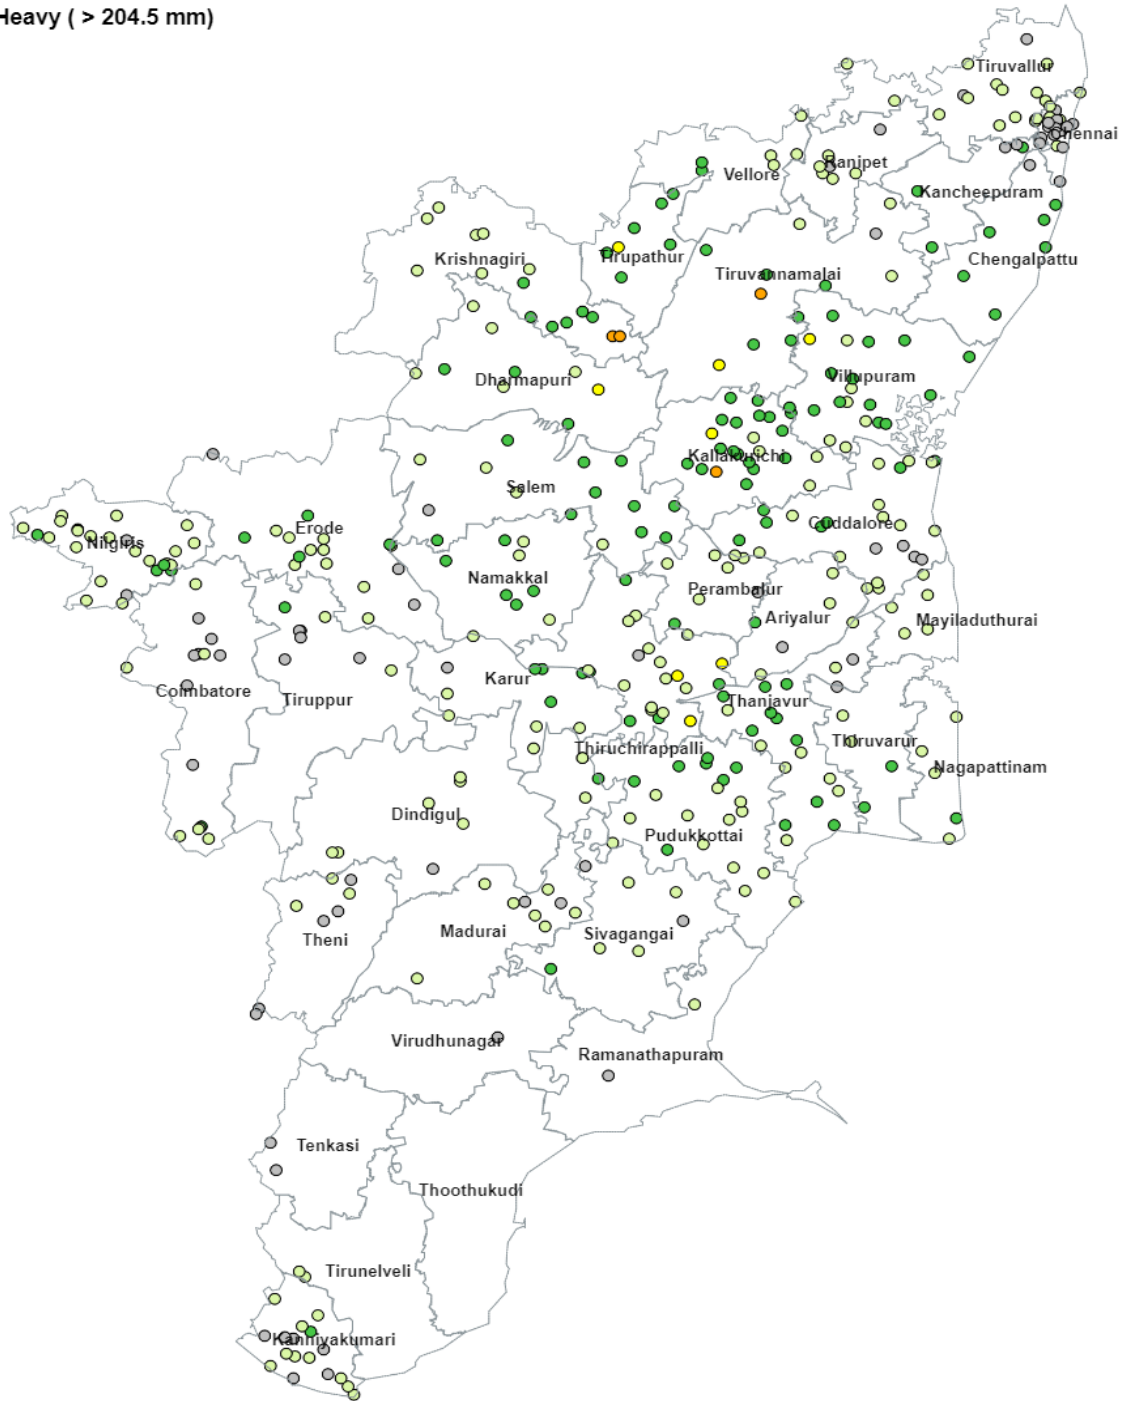 Heavy ( > 204.5 mm)
Tiruvallur
Chennai
Ranipet
Vellore
Kancheepuram
Krishnagiri
Tirupathur
Tiruvannamalai
Chengalpattu
Dharmapuri
Villupuram
Kallakurichi
Salem
Cuddalore
Erode
Nilgiris
Namakkal
Perambalur
Ariyalur
Mayiladuthurai
Karur
Coimbatore
Tiruppur
Thanjavur
Thiruchirappalli
Thiruvarur
Nagapattinam
Dindigul
Pudukkottai
Theni
Madurai
Sivagangai
Virudhunagar
Ramanathapuram
Tenkasi
Thoothukudi
Tirunelveli
Kanniyakumari